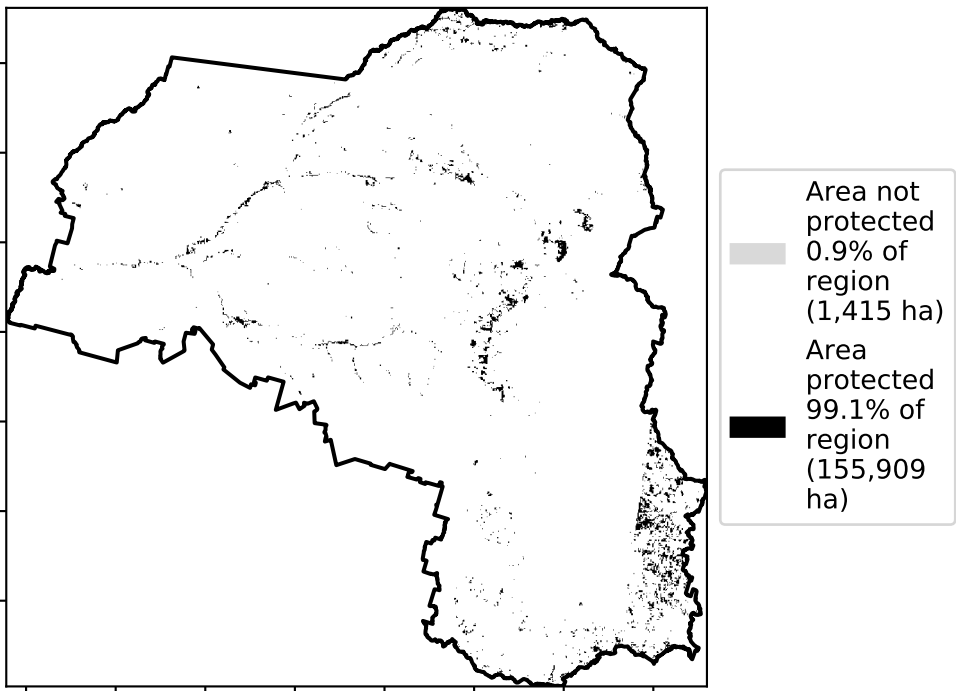 Area not
protected
0.9% of
region
(1,415 ha)
Area
protected
99.1% of
region
(155,909
ha)